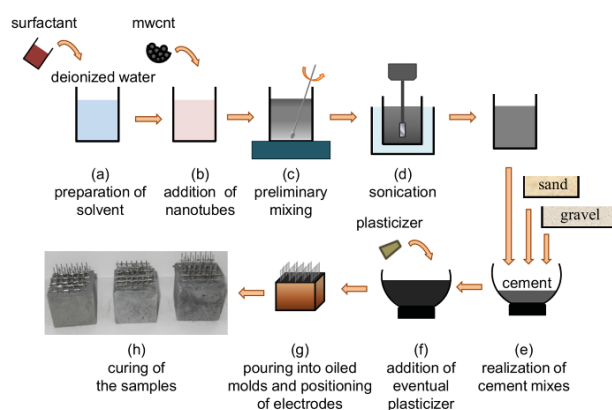 surfactant
mwcnt
deionized water
(a)
preparation of
solvent
(b)
addition of
nanotubes
(c)
preliminary
mixing
(d)
sonication
sand
gravel
plasticizer
cement
(h)
curing of
the samples
(g)
pouring into oiled
molds and positioning
of electrodes
(f)
addition of
eventual
plasticizer
(e)
realization of
cement mixes